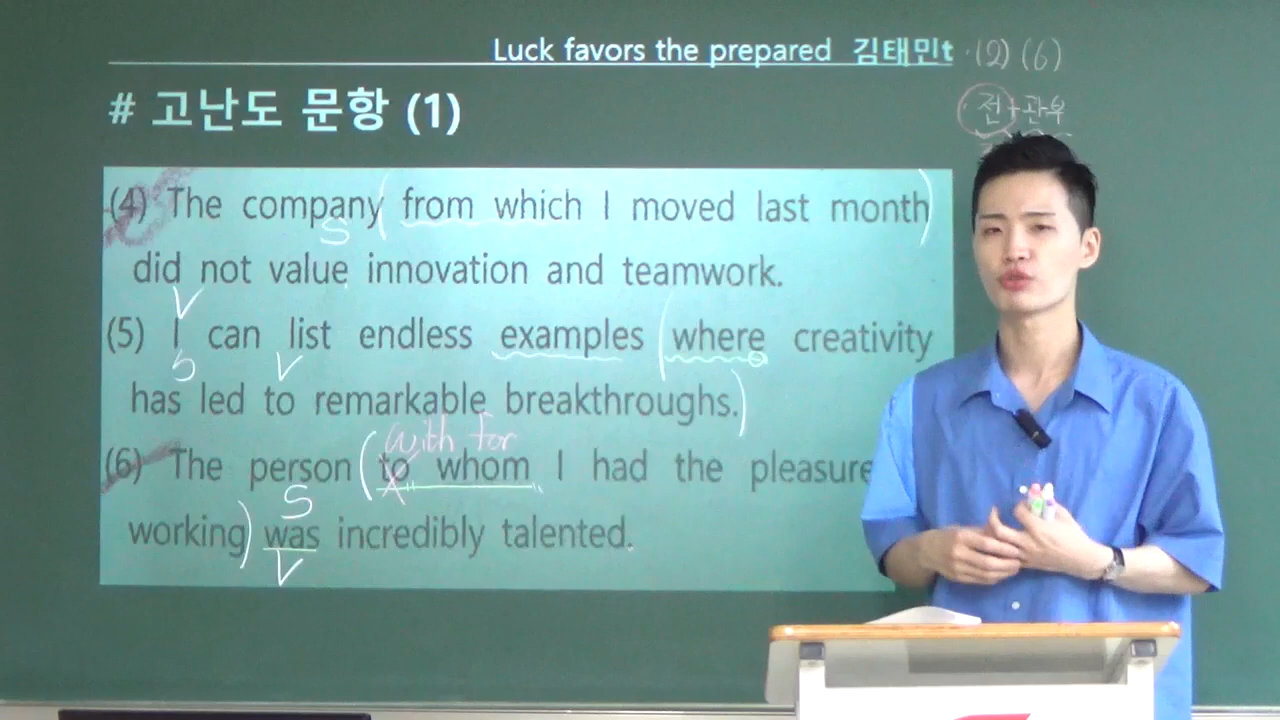 Luck favors the prepared 김태민t ·(2) (6)
# 고난도 문항 (1)
전+관부
(4) The company from which I moved last month
S
did not value innovation and teamwork.
V
(5) I can list endless examples where creativity
S V
has led to remarkable breakthroughs.
with for
(6) The person to whom I had the pleasure
S
working was incredibly talented.
V